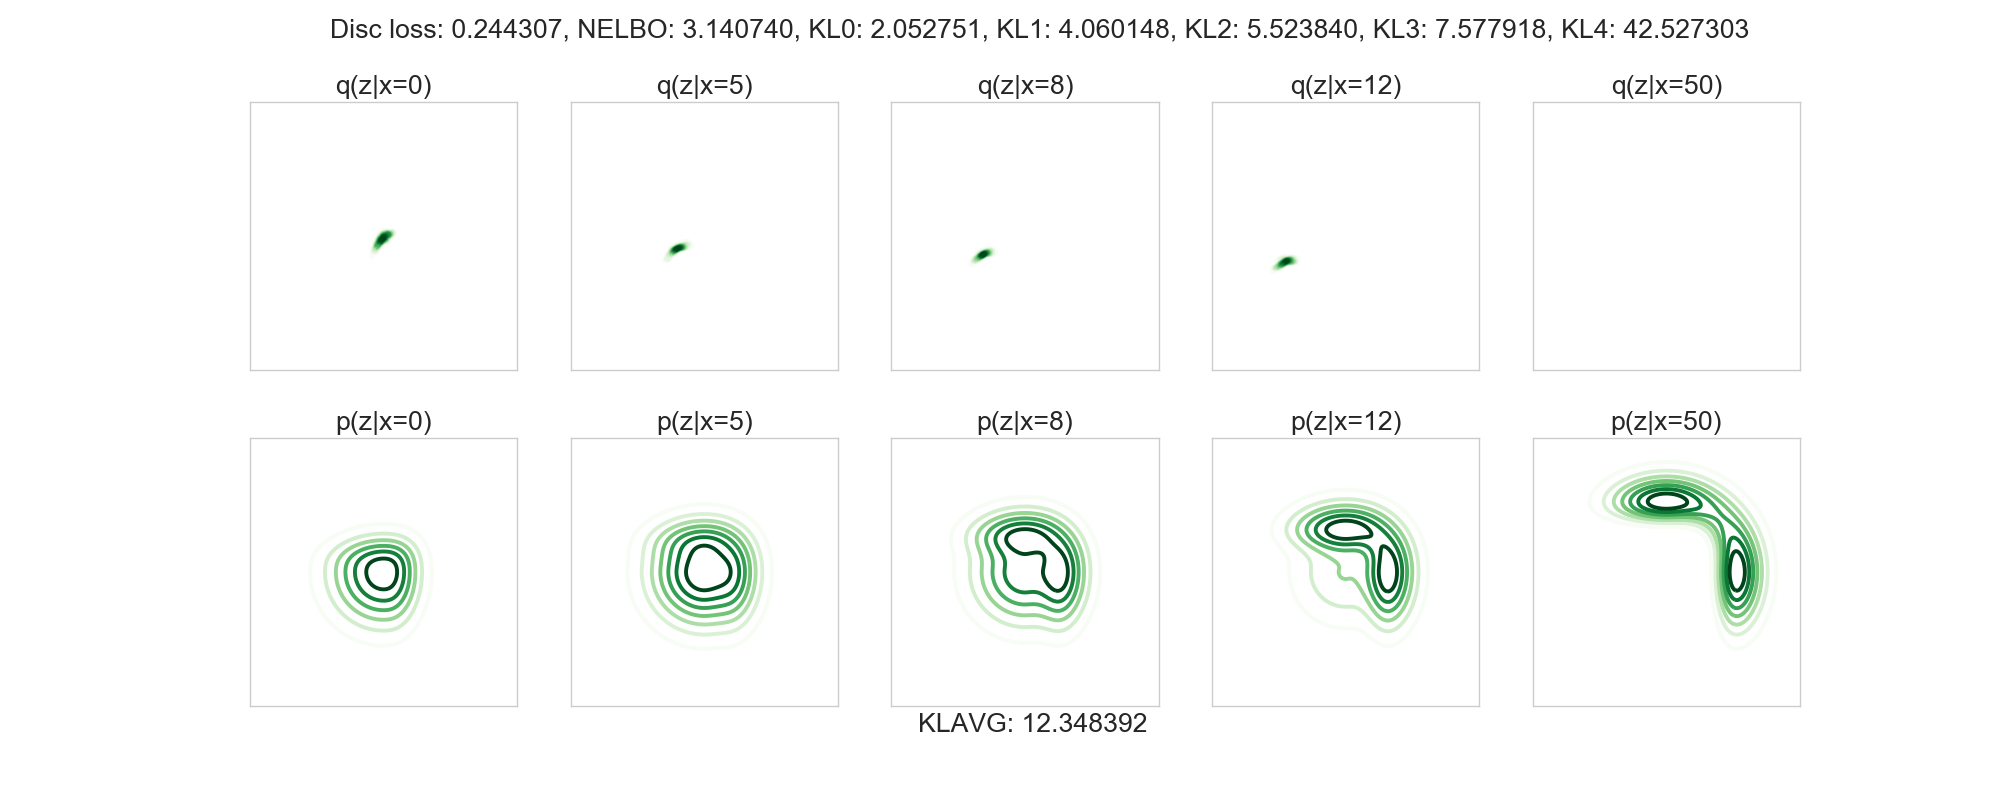 Disc loss: 0.244307, NELBO: 3.140740, KL0: 2.052751, KL1: 4.060148, KL2: 5.523840, KL3: 7.577918, KL4: 42.527303
q(z|x=0) q(z|x=5) q(z|x=8) q(z|x=12) q(z|x=50)
p(z|x=0) p(z|x=5) p(z|x=8) p(z|x=12) p(z|x=50)
KLAVG: 12.348392